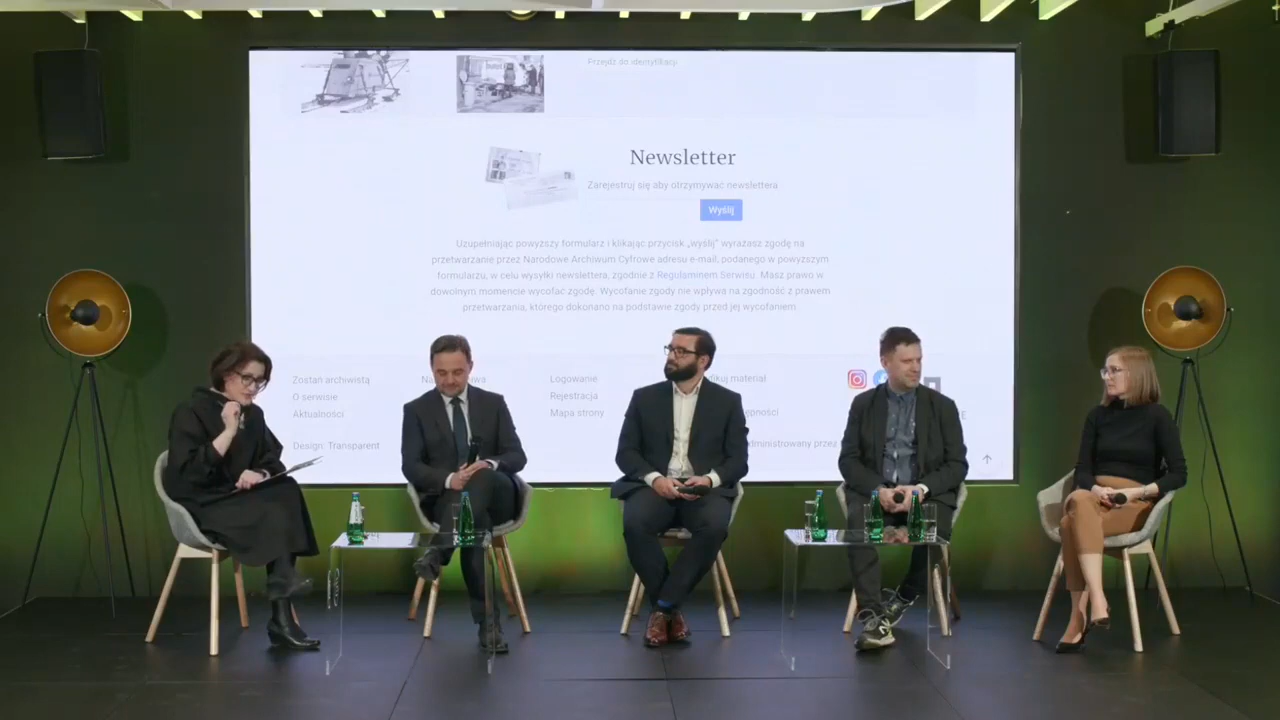 Przejdź do identyfikacji
Newsletter
Zarejestruj się aby otrzymywać newslettera
Wyślij
Uzupełniając powyższy formularz i klikając przycisk „wyślij” wyrażasz zgodę na
przetwarzanie przez Narodowe Archiwum Cyfrowe adresu e-mail, podanego w powyższym
formularzu, w celu wysyłki newslettera, zgodnie z Regulaminem Serwisu. Masz prawo w
dowolnym momencie wycofać zgodę. Wycofanie zgody nie wpływa na zgodność z prawem
przetwarzania, którego dokonano na podstawie zgody przed jej wycofaniem.
Zostań archiwistą
O serwisie
Aktualności
Design: Transparent
Logowanie
Rejestracja
Mapa strony
materiał
administrowany przez